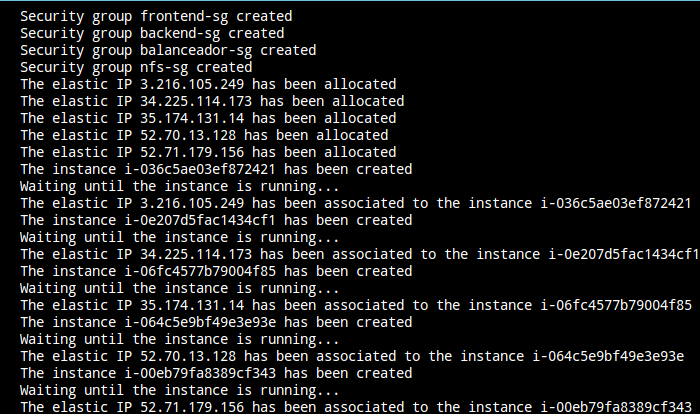 Security group frontend-sg created
Security group backend-sg created
Security group balanceador-sg created
Security group nfs-sg created
The elastic IP 3.216.105.249 has been allocated
The elastic IP 34.225.114.173 has been allocated
The elastic IP 35.174.131.14 has been allocated
The elastic IP 52.70.13.128 has been allocated
The elastic IP 52.71.179.156 has been allocated
The instance i-036c5ae03ef872421 has been created
Waiting until the instance is running...
The elastic IP 3.216.105.249 has been associated to the instance i-036c5ae03ef872421
The instance i-0e207d5fac1434cf1 has been created
Waiting until the instance is running...
The elastic IP 34.225.114.173 has been associated to the instance i-0e207d5fac1434cf1
The instance i-06fc4577b79004f85 has been created
Waiting until the instance is running...
The elastic IP 35.174.131.14 has been associated to the instance i-06fc4577b79004f85
The instance i-064c5e9bf49e3e93e has been created
Waiting until the instance is running...
The elastic IP 52.70.13.128 has been associated to the instance i-064c5e9bf49e3e93e
The instance i-00eb79fa8389cf343 has been created
Waiting until the instance is running...
The elastic IP 52.71.179.156 has been associated to the instance i-00eb79fa8389cf343